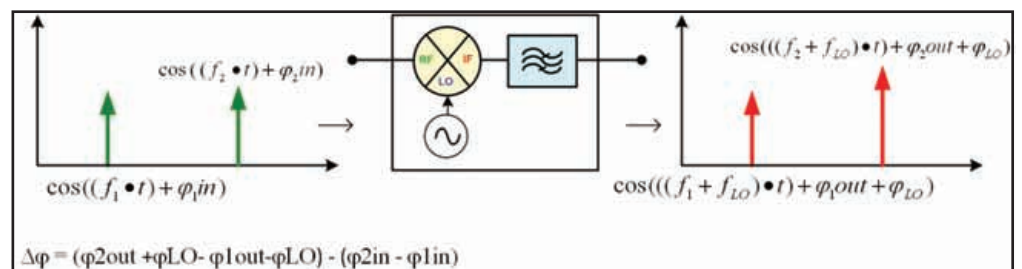 cos((f₂•t)+φ₂in)
cos((f₁•t)+φ₁in)
→
RF
IF
LO
→
cos(((f₂+f_LO)•t)+φ₂out+φ_LO)
cos(((f₁+f_LO)•t)+φ₁out+φ_LO)
Δφ = (φ2out +φLO- φ1out-φLO) - (φ2in - φ1in)